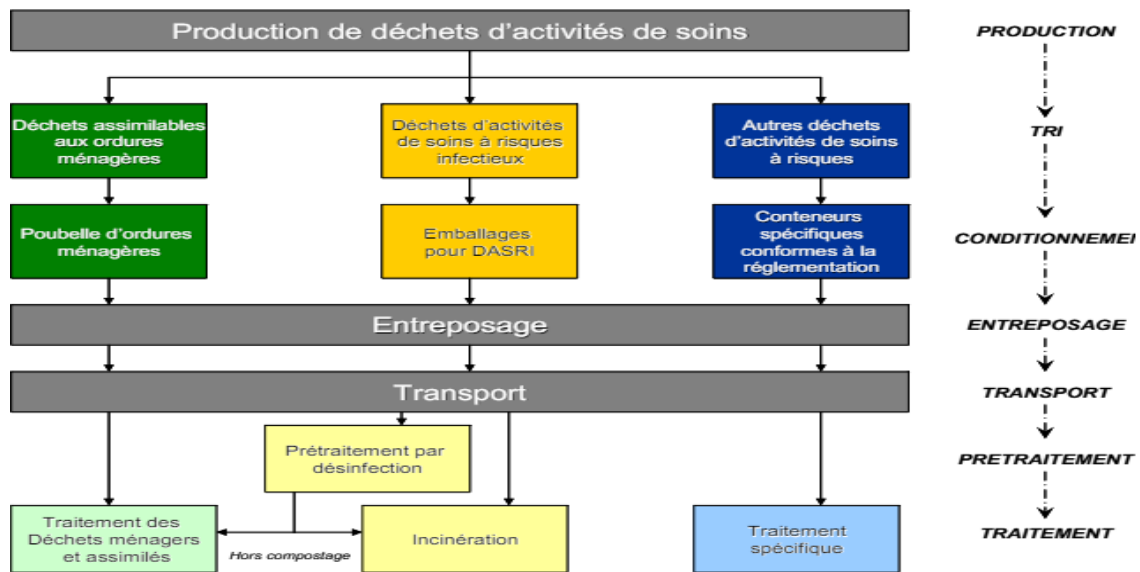 Production de déchets d'activités de soins
PRODUCTION
Déchets assimilables
aux ordures
ménagères
Déchets d'activités
de soins à risques
infectieux
Autres déchets
d'activités de soins
à risques
TRI
Poubelle d'ordures
ménagères
Emballages
pour DASRI
Conteneurs
spécifiques
conformes à la
réglementation
CONDITIONNEMEI
Entreposage
ENTREPOSAGE
Transport
TRANSPORT
Prétraitement par
désinfection
PRETRAITEMENT
Traitement des
Déchets ménagers
et assimilés
Hors compostage
Incinération
Traitement
spécifique
TRAITEMENT